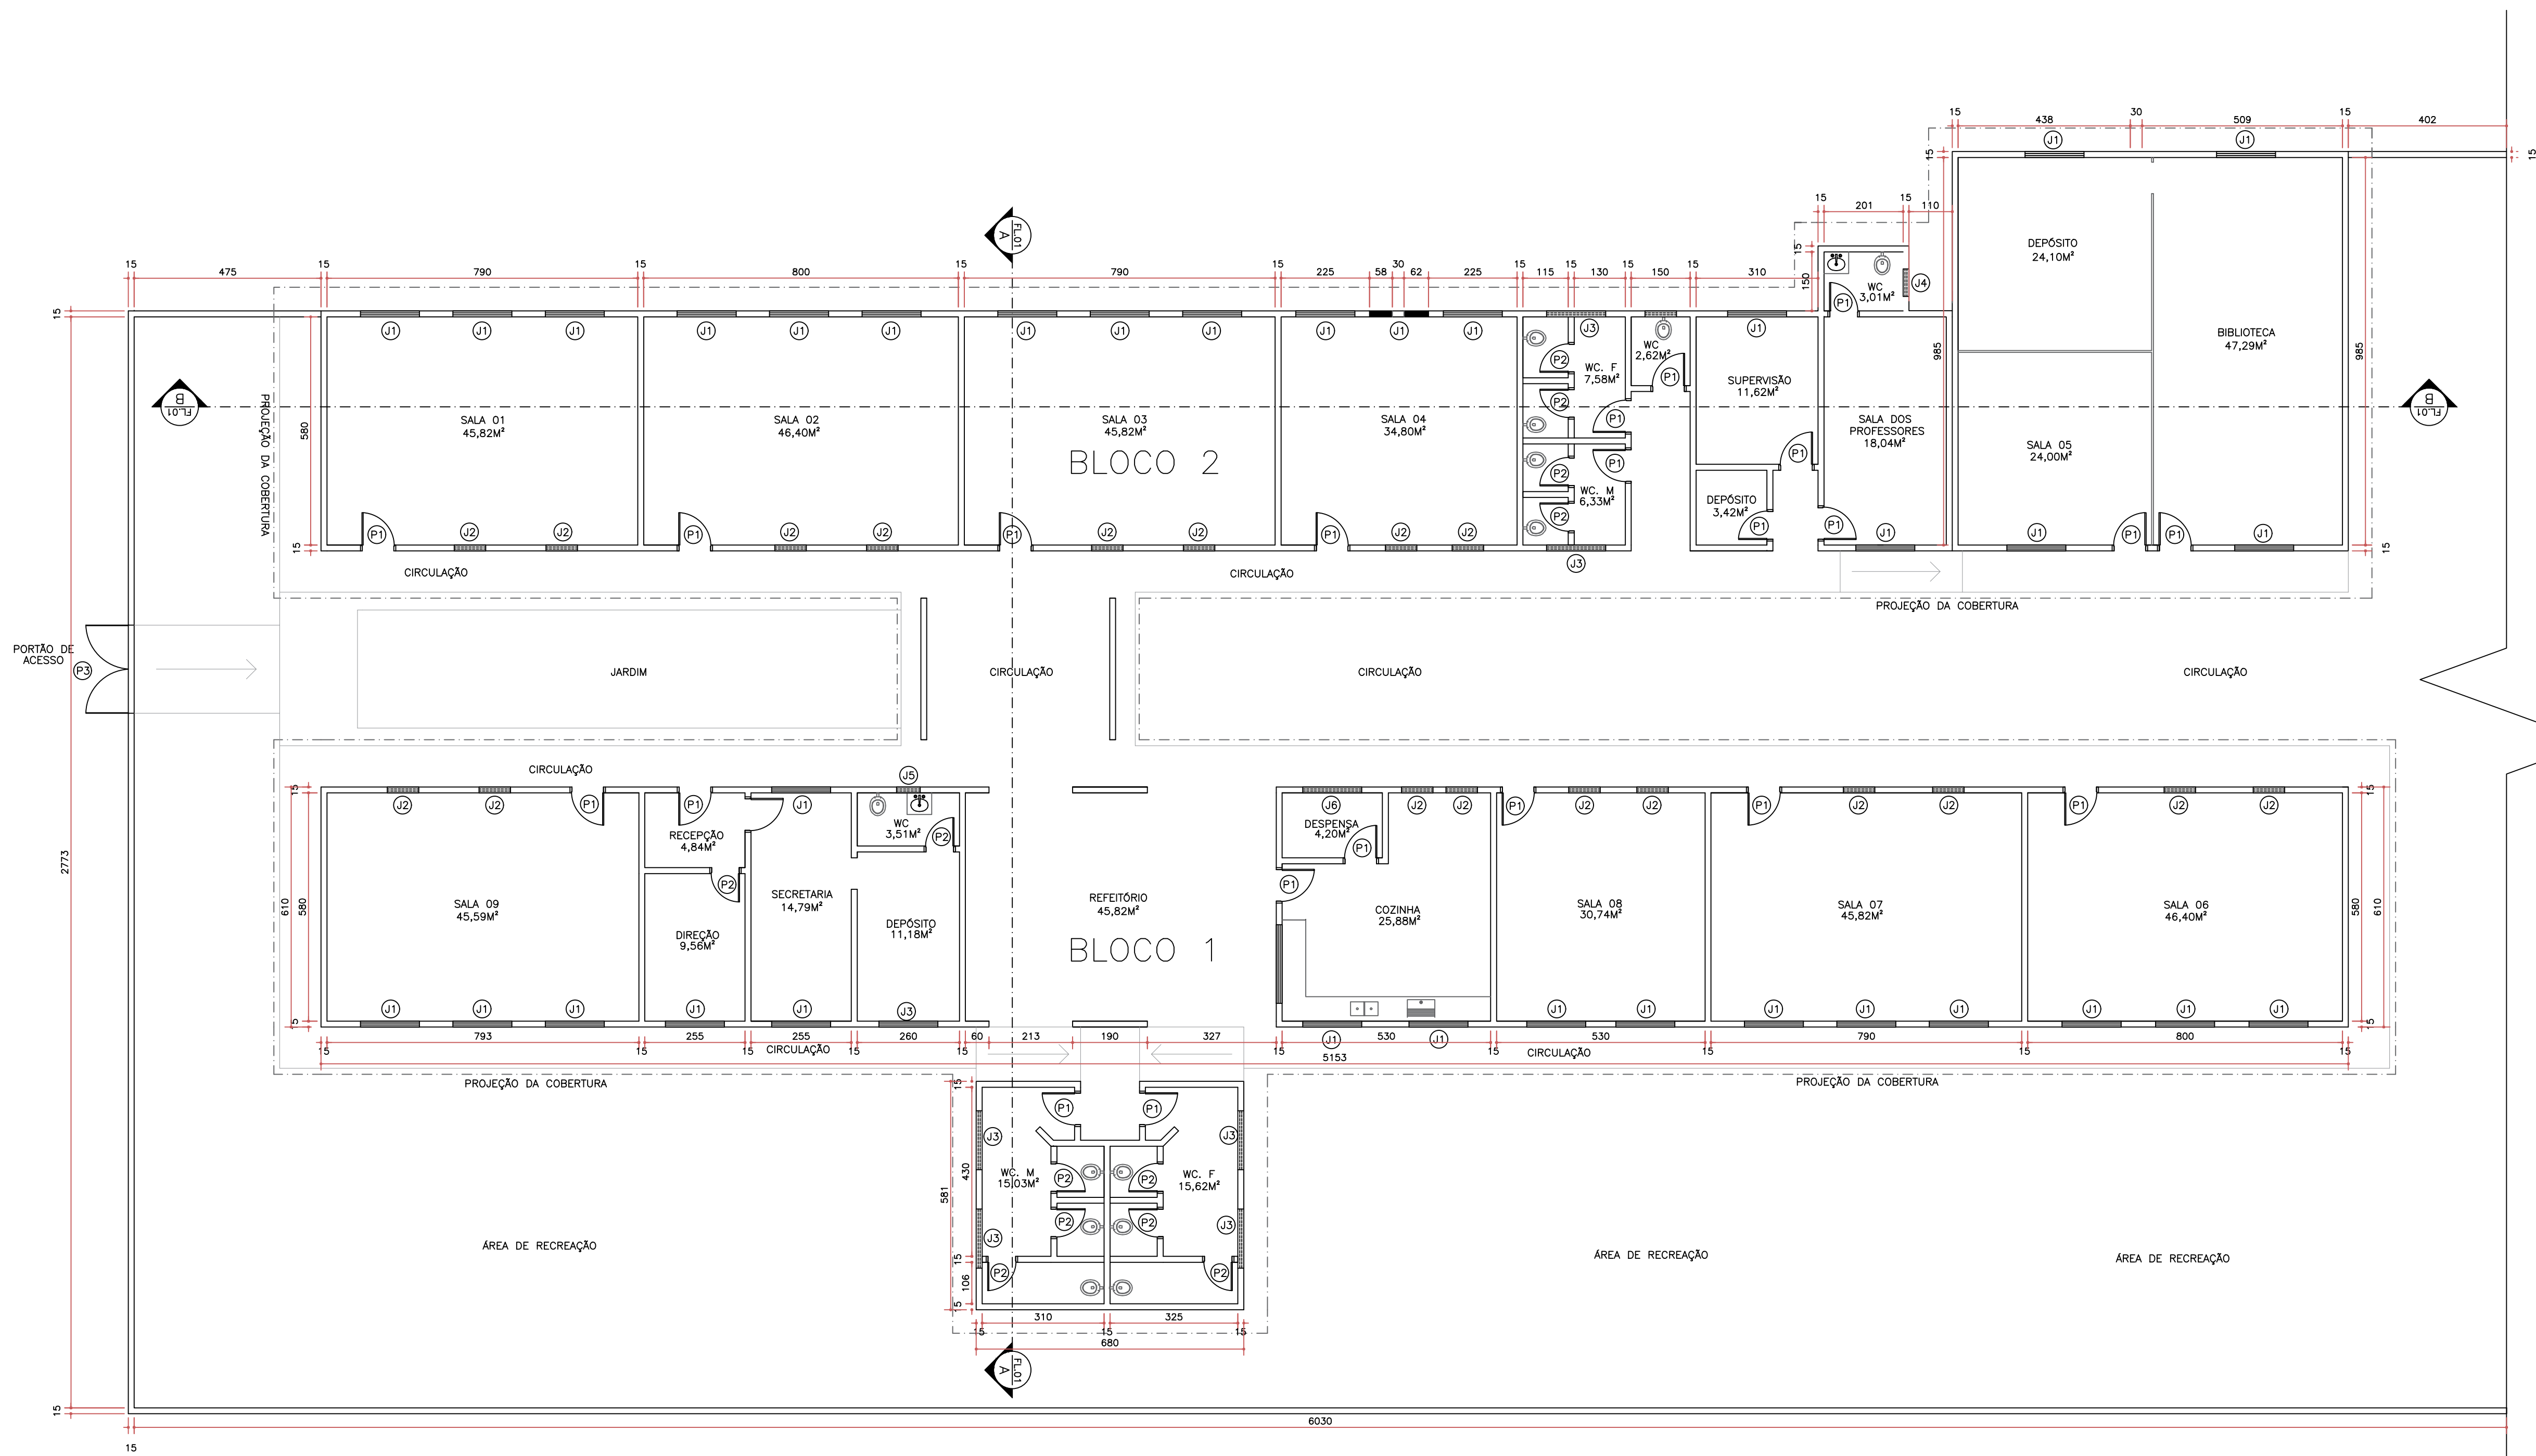 15 438 30 509 15 402
J1 J1
15 15
15 201 15 110
15
150
WC
3,01M²
J4
P1
DEPÓSITO
24,10M²
BIBLIOTECA
47,29M²
985 985
FL.01
A
15 475 15 790 15 800 15 790 15 225 58 30 62 225 15 115 15 130 15 150 15 310
15
J1 J1 J1 J1 J1 J1 J1 J1 J1 J1 J1 J1 J3 J1
P2
WC
2,62M²
WC. F
7,58M²
P1
SUPERVISÃO
11,62M²
B
FL.01
B
FL.01
PROJEÇÃO DA COBERTURA
580
SALA 01
45,82M²
SALA 02
46,40M²
SALA 03
45,82M²
SALA 04
34,80M²
P2
P1
SALA DOS
PROFESSORES
18,04M²
SALA 05
24,00M²
BLOCO 2
P2 P1 P1
WC. M
6,33M²
DEPÓSITO
3,42M²
P2 P1 P1
P1 J2 J2 P1 J2 J2 P1 J2 J2 P1 J2 J2 J1 J1 P1 P1 J1
15 15
J3
CIRCULAÇÃO CIRCULAÇÃO
PROJEÇÃO DA COBERTURA
PORTÃO DE
ACESSO
P3
JARDIM CIRCULAÇÃO CIRCULAÇÃO CIRCULAÇÃO
CIRCULAÇÃO
J5
15 15
J2 J2 P1 P1 J1 J6 J2 J2 P1 J2 J2 P1 J2 J2 P1 J2 J2
RECEPÇÃO
4,84M²
WC
3,51M²
P2
DESPENSA
4,20M²
P1
2773
P2
P1
SECRETARIA
14,79M²
610 580
SALA 09
45,59M²
REFEITÓRIO
45,82M²
COZINHA
25,88M²
SALA 08
30,74M²
SALA 07
45,82M²
SALA 06
46,40M²
580 610
DIREÇÃO
9,56M²
DEPÓSITO
11,18M²
BLOCO 1
J1 J1 J1 J1 J1 J3 J1 J1 J1 J1 J1 J1 J1 J1
15 15
J1 J1
793 255 255 260 60 213 190 327 530 530 790 800
15 15 15 15 15 15 15 15 15 15
CIRCULAÇÃO
5153
CIRCULAÇÃO
PROJEÇÃO DA COBERTURA
PROJEÇÃO DA COBERTURA
15
P1 P1
J3 J3
WC. M
15,03M²
WC. F
15,62M²
430
581
P2 P2
P2 P2
J3 J3
ÁREA DE RECREAÇÃO ÁREA DE RECREAÇÃO ÁREA DE RECREAÇÃO
15
P2 P2
106
15
310 325
15 15 15
680
FL.01
A
15
6030
15